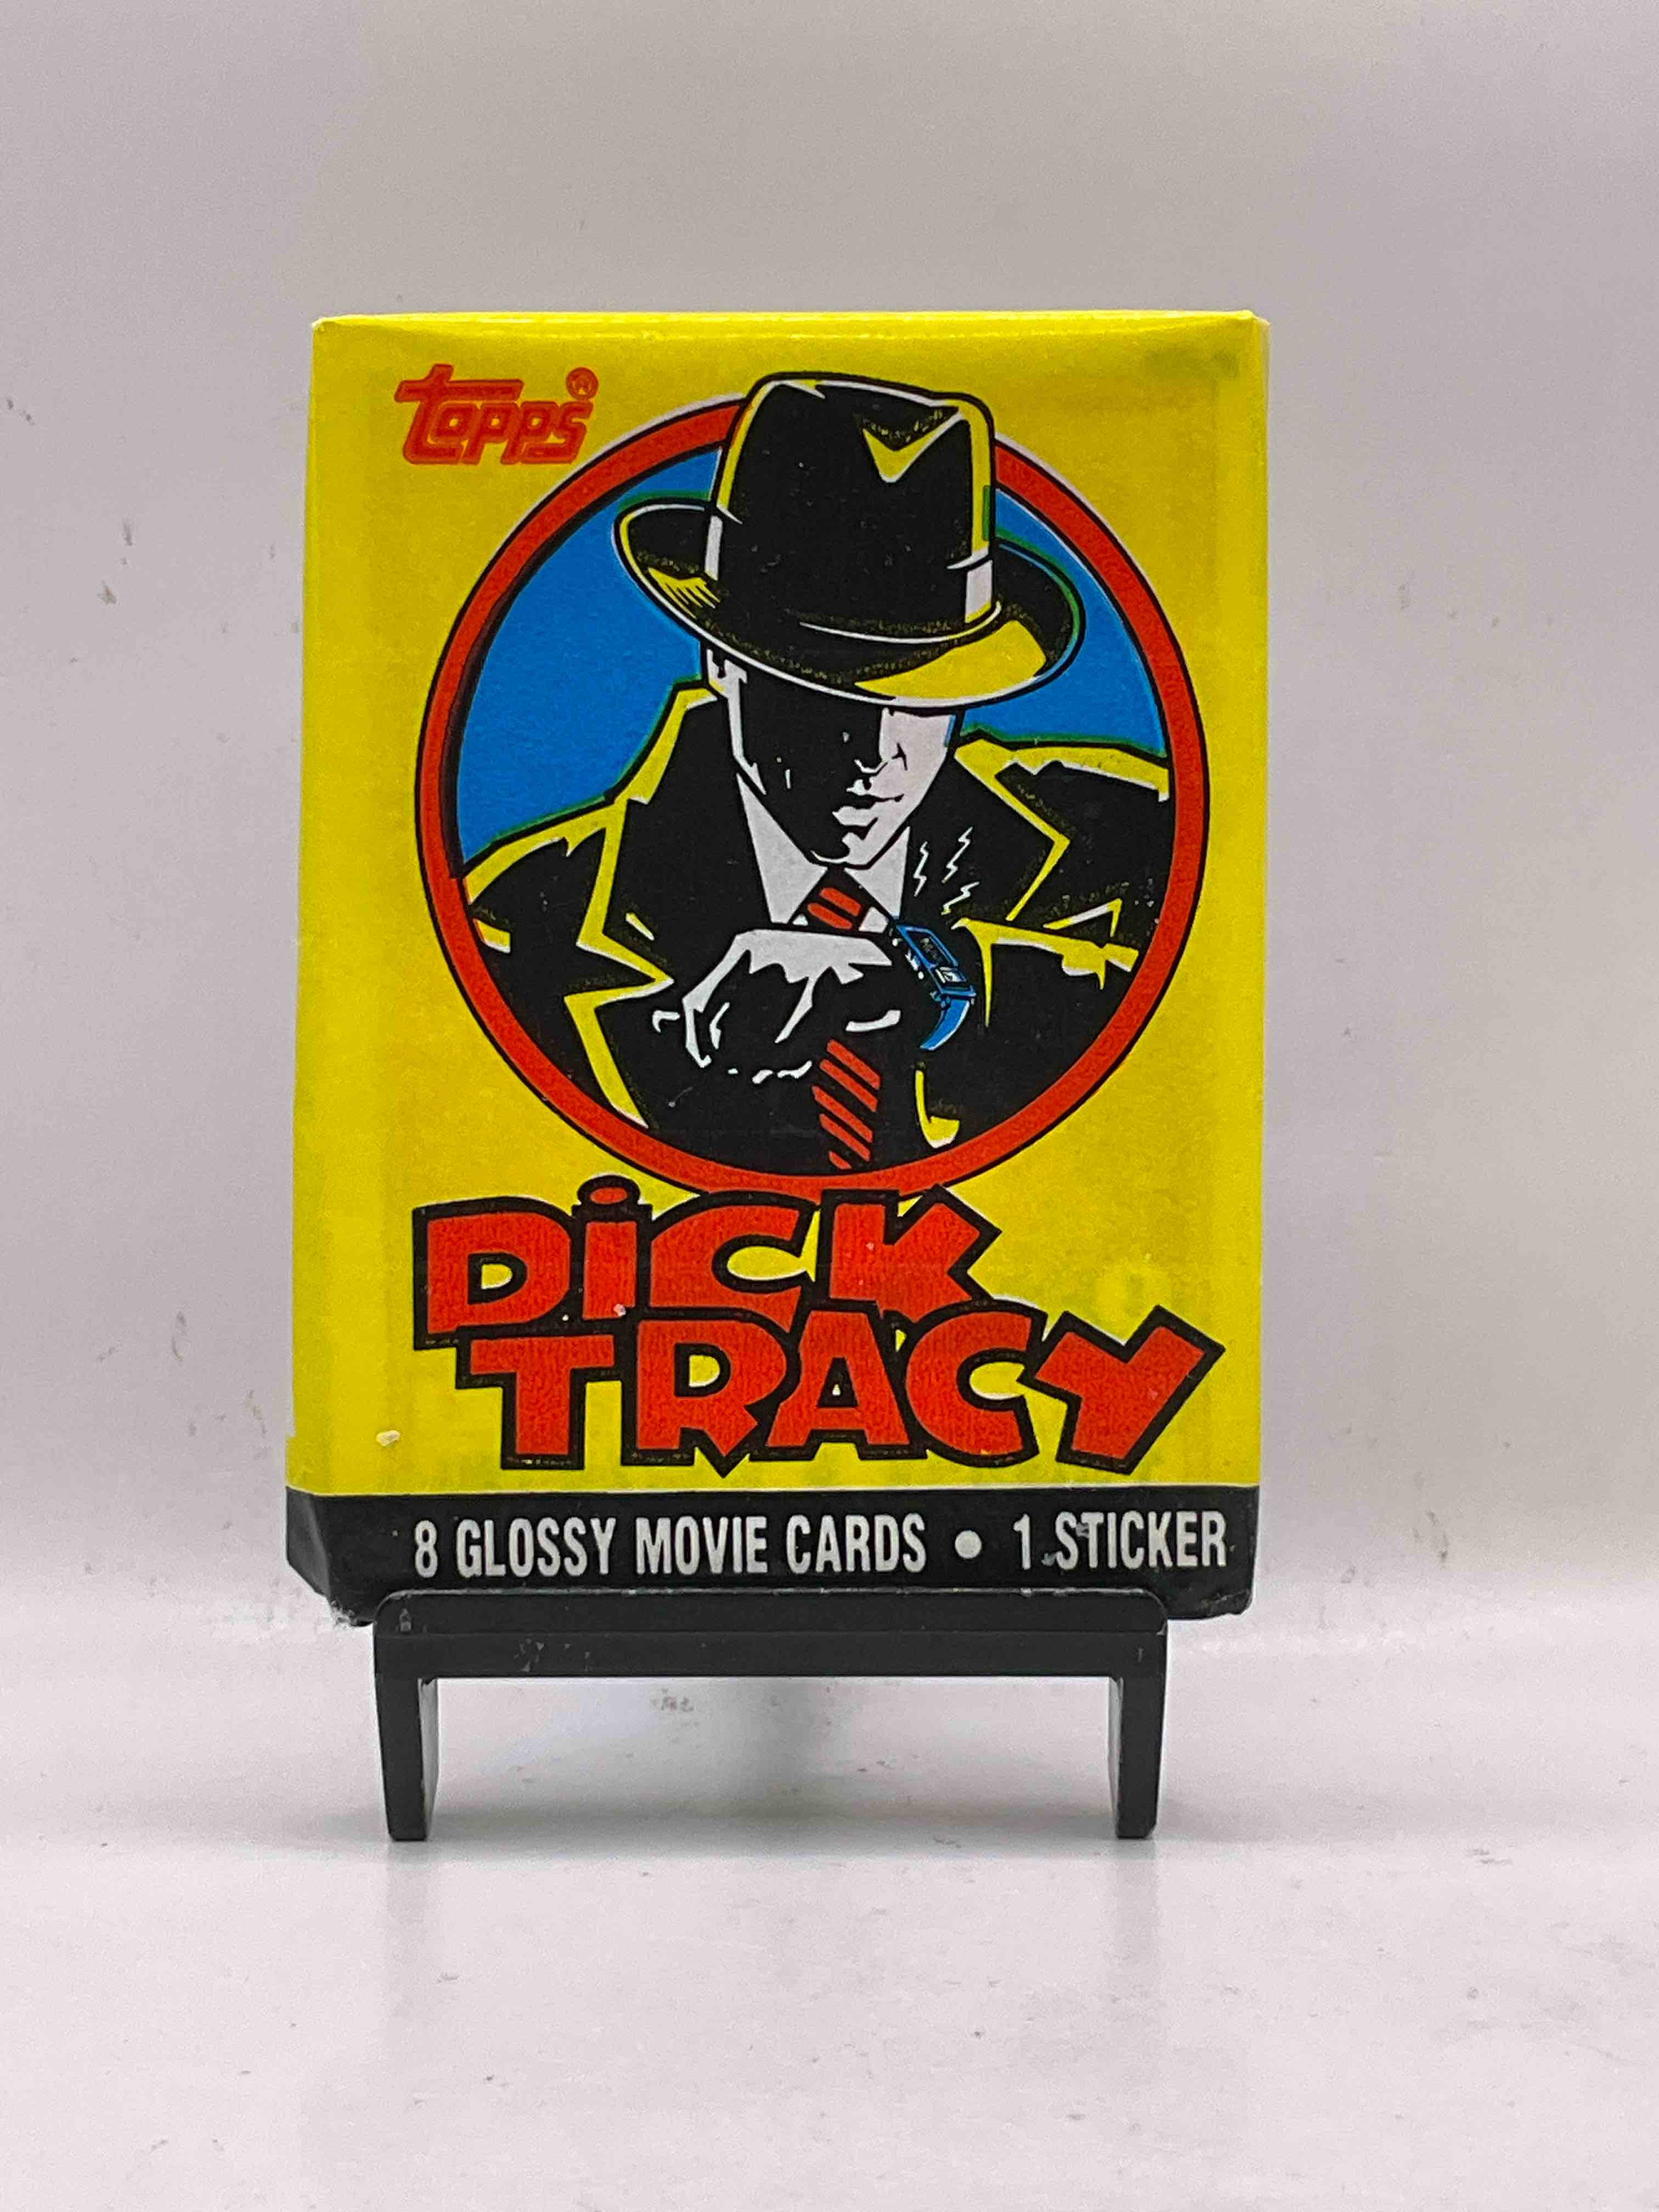 topps®
DiCK
TRACY
8 GLOSSY MOVIE CARDS • 1 STICKER